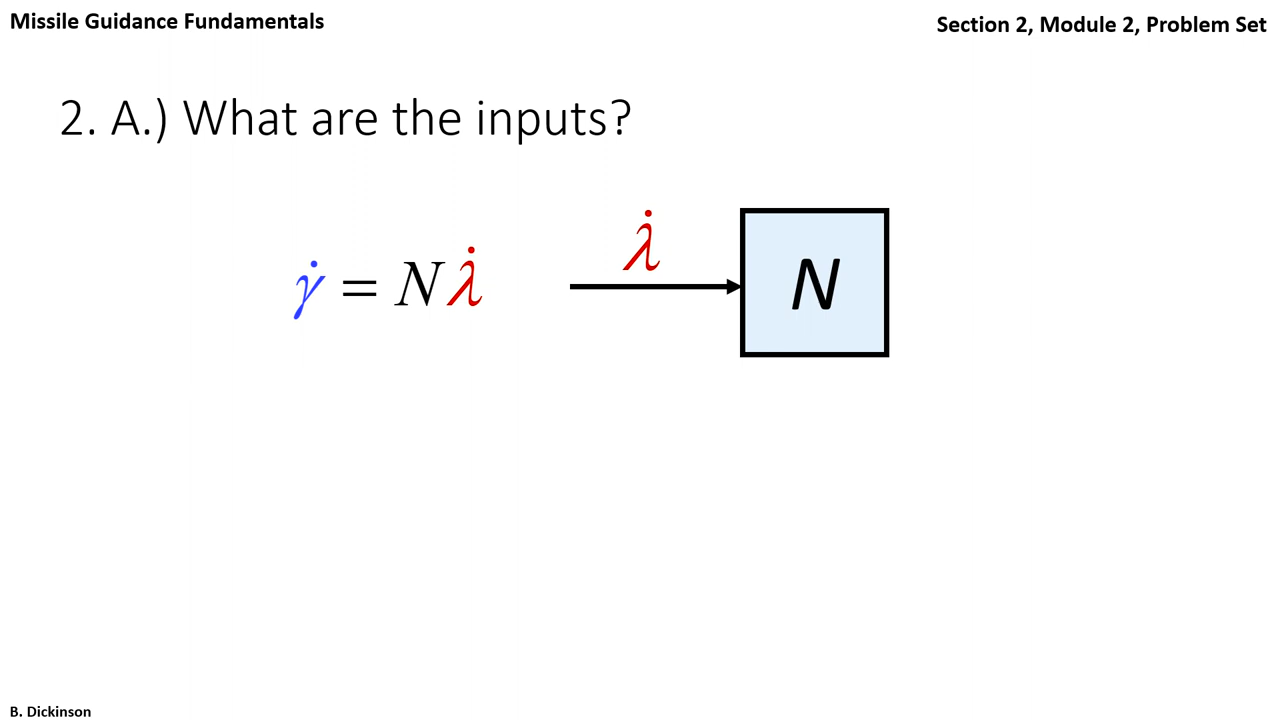 Missile Guidance Fundamentals
Section 2, Module 2, Problem Set
2. A.) What are the inputs?
γ̇ = Nλ̇
λ̇
N
B. Dickinson